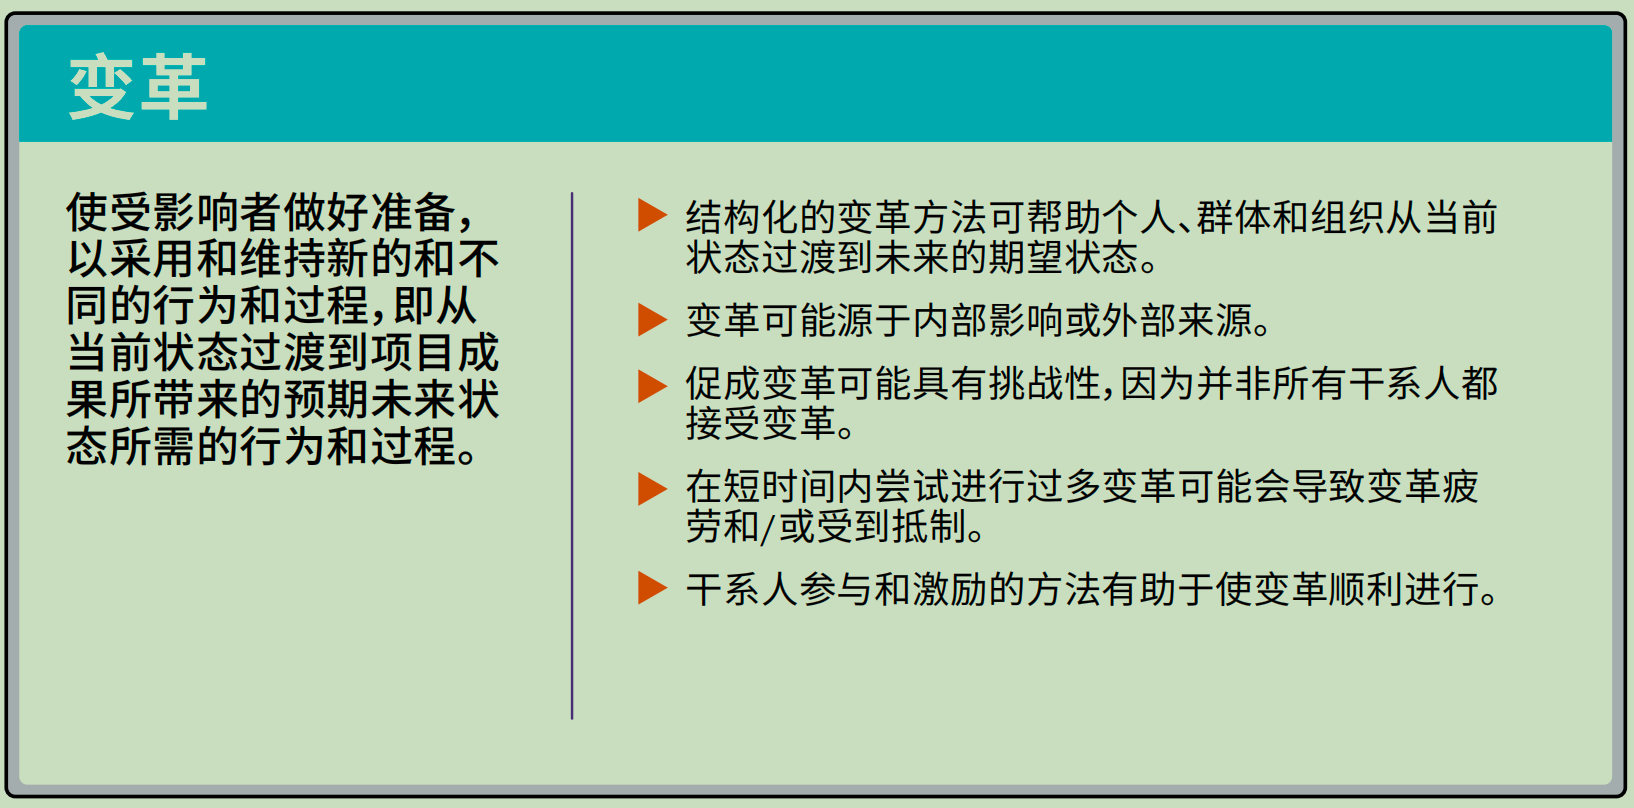 变革
使受影响者做好准备，
以采用和维持新的和不
同的行为和过程，即从
当前状态过渡到项目成
果所带来的预期未来状
态所需的行为和过程。
结构化的变革方法可帮助个人、群体和组织从当前
状态过渡到未来的期望状态。
变革可能源于内部影响或外部来源。
促成变革可能具有挑战性，因为并非所有干系人都
接受变革。
在短时间内尝试进行过多变革可能会导致变革疲
劳和/或受到抵制。
干系人参与和激励的方法有助于使变革顺利进行。